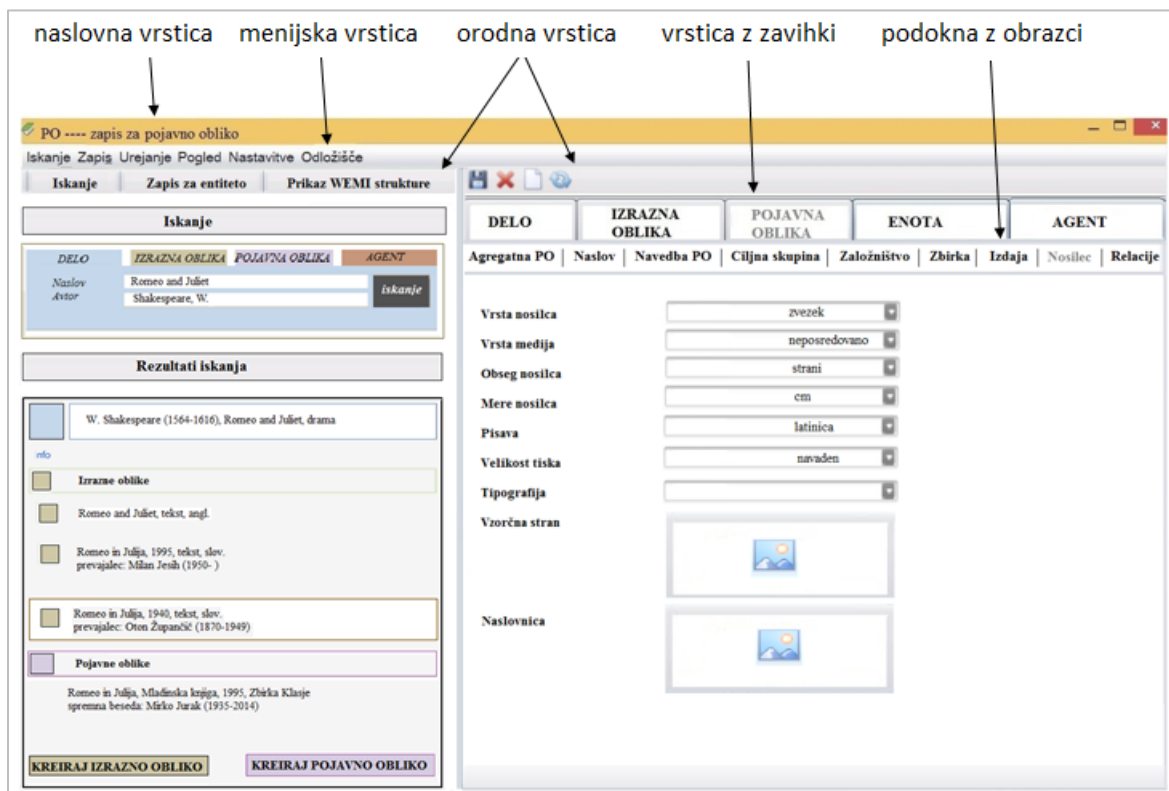 naslovna vrstica menijska vrstica orodna vrstica vrstica z zavihki podokna z obrazci
PO ---- zapis za pojavno obliko
Iskanje Zapis Urejanje Pogled Nastavitve Odložišče
Iskanje Zapis za entiteto Prikaz WEMI strukture
Iskanje
DELO IZRAZNA OBLIKA POJAVNA OBLIKA AGENT
Naslov Romeo and Juliet
Avtor Shakespeare, W.
iskanje
Rezultati iskanja
W. Shakespeare (1564-1616), Romeo and Juliet, drama
info
Izrazne oblike
Romeo and Juliet, tekst, angl.
Romeo in Julija, 1995, tekst, slov.
prevajalec: Milan Jesih (1950- )
Romeo in Julija, 1940, tekst, slov.
prevajalec: Oton Župančič (1870-1949)
Pojavne oblike
Romeo in Julija, Mladinska knjiga, 1995, Zbirka Klasje
spremna beseda: Mirko Jurak (1935-2014)
KREIRAJ IZRAZNO OBLIKO KREIRAJ POJAVNO OBLIKO
DELO IZRAZNA OBLIKA POJAVNA OBLIKA ENOTA AGENT
Agregatna PO Naslov Navedba PO Ciljna skupina Založništvo Zbirka Izdaja Nosilec Relacije
Vrsta nosilca zvezek
Vrsta medija neposredovano
Obseg nosilca strani
Mere nosilca cm
Pisava latinica
Velikost tiska navaden
Tipografija
Vzorčna stran
Naslovnica